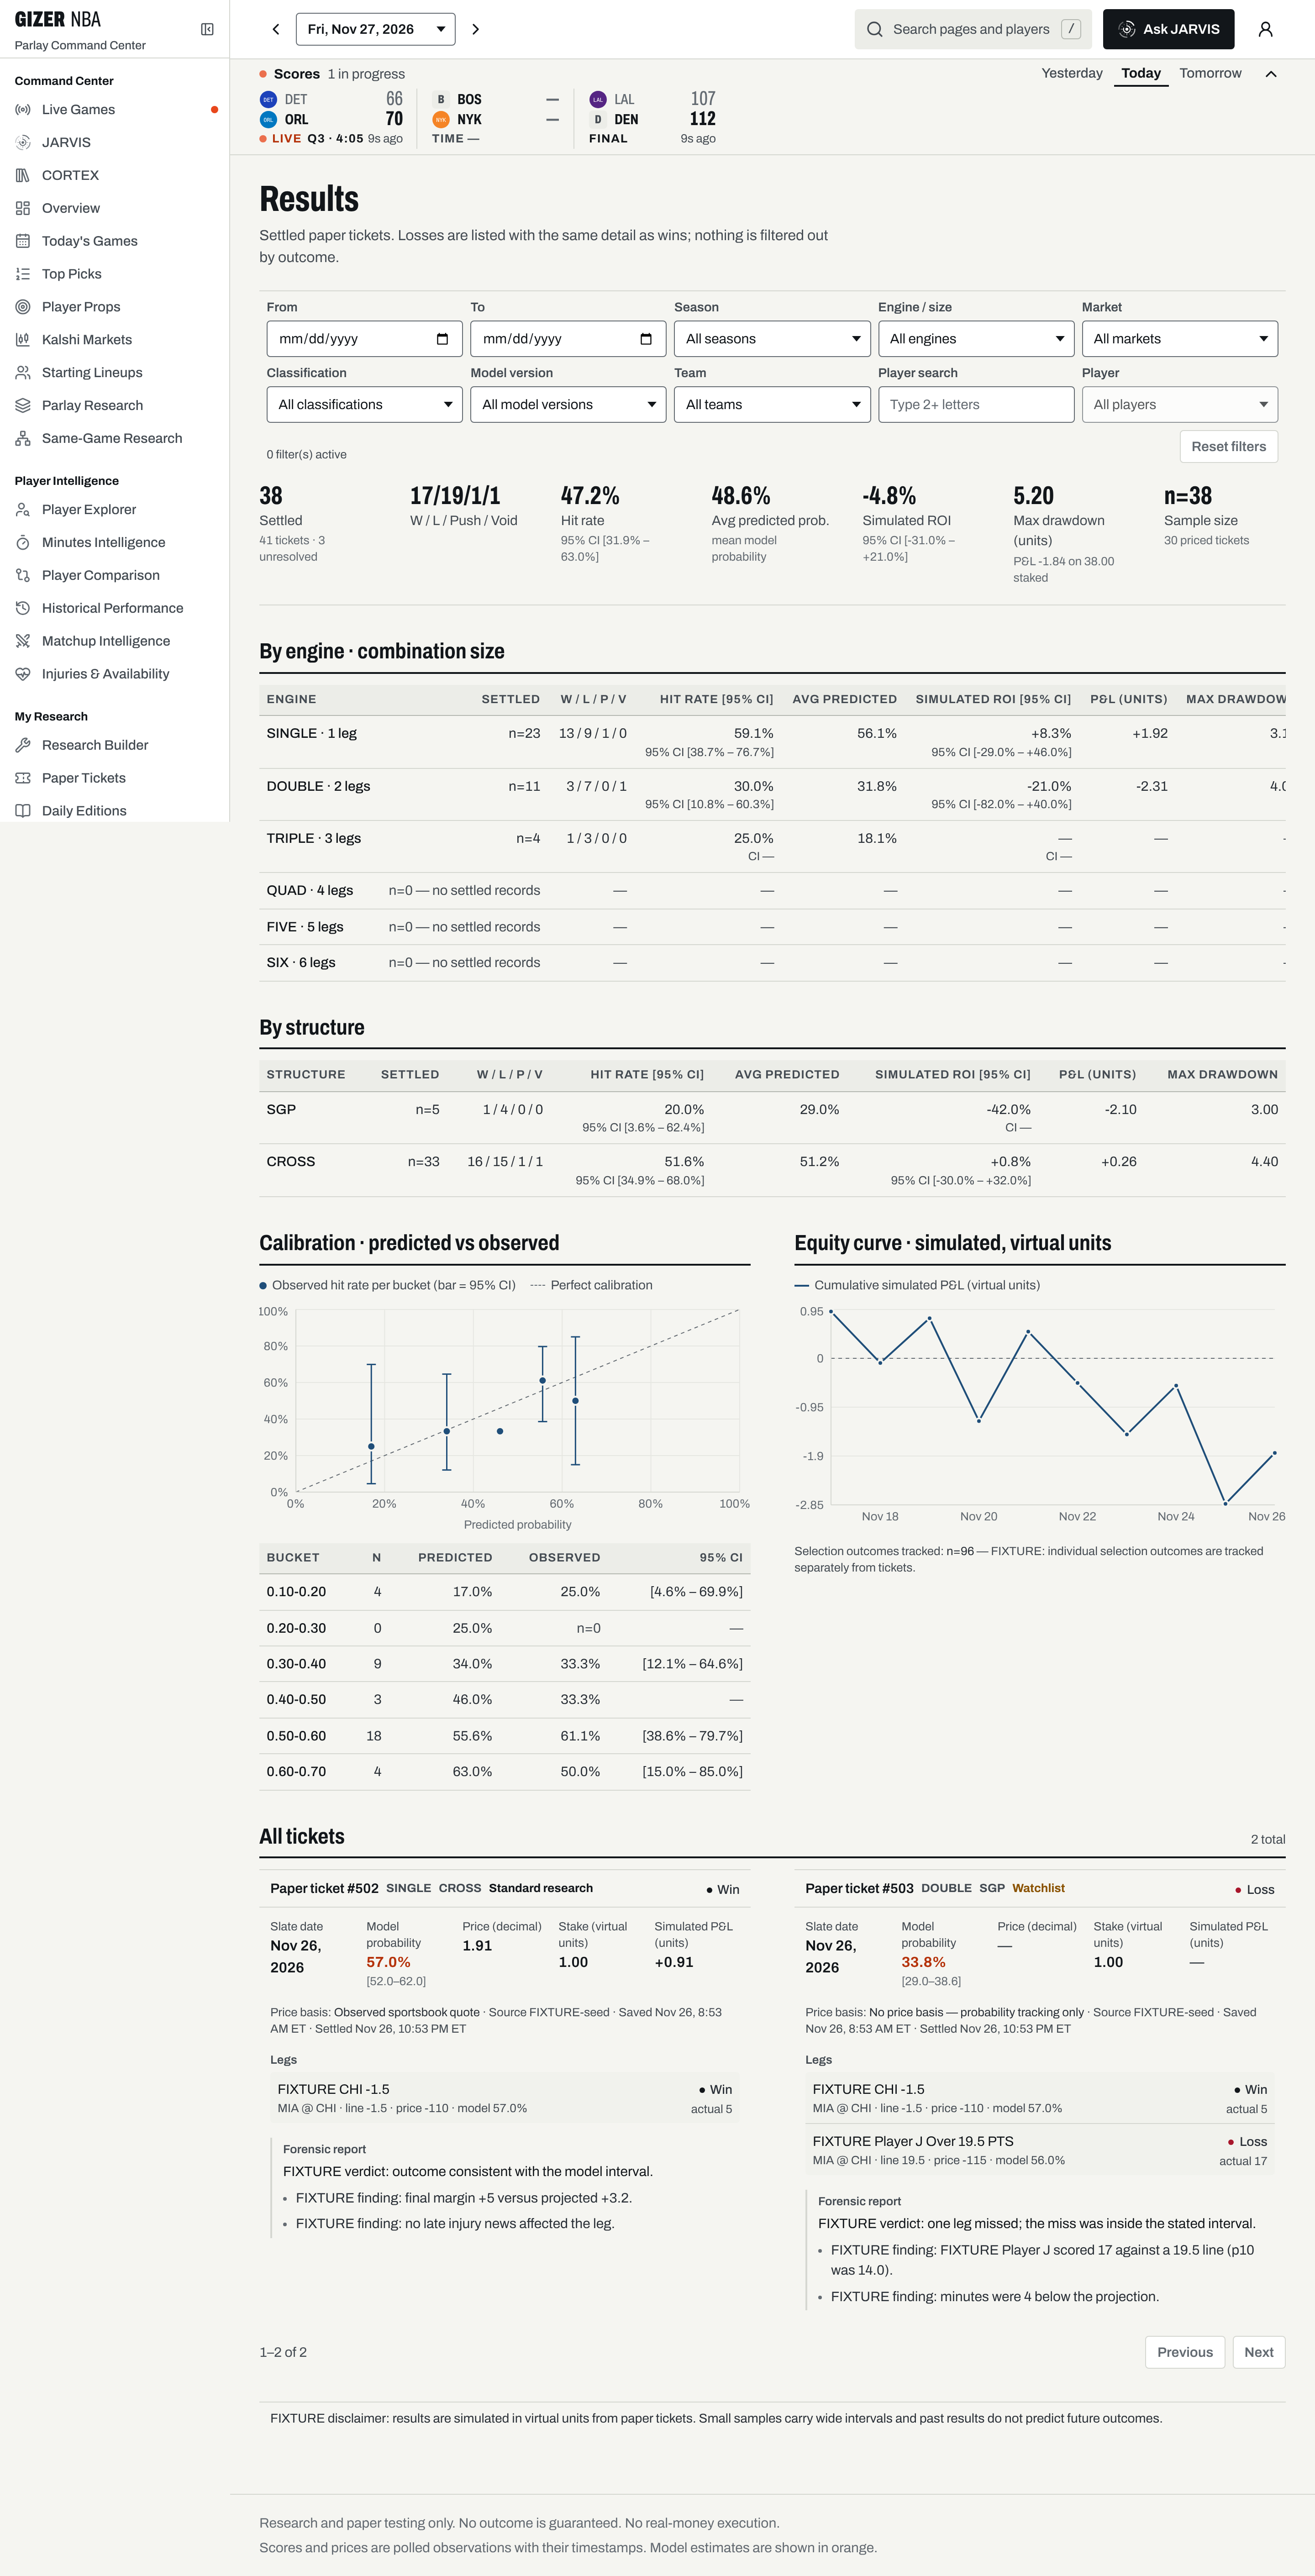 GIZER NBA
Parlay Command Center
Command Center
Live Games
JARVIS
CORTEX
Overview
Today's Games
Top Picks
Player Props
Kalshi Markets
Starting Lineups
Parlay Research
Same-Game Research
Player Intelligence
Player Explorer
Minutes Intelligence
Player Comparison
Historical Performance
Matchup Intelligence
Injuries & Availability
My Research
Research Builder
Paper Tickets
Daily Editions
Fri, Nov 27, 2026
Search pages and players /
Ask JARVIS
Scores 1 in progress
Yesterday Today Tomorrow
DET DET 66
ORL ORL 70
LIVE Q3 · 4:05 9s ago
B BOS —
NYK NYK —
TIME —
LAL LAL 107
D DEN 112
FINAL 9s ago
Results
Settled paper tickets. Losses are listed with the same detail as wins; nothing is filtered out
by outcome.
From To Season Engine / size Market
mm/dd/yyyy mm/dd/yyyy All seasons All engines All markets
Classification Model version Team Player search Player
All classifications All model versions All teams Type 2+ letters All players
0 filter(s) active Reset filters
38
Settled
41 tickets · 3
unresolved
17/19/1/1
W / L / Push / Void
47.2%
Hit rate
95% CI [31.9% –
63.0%]
48.6%
Avg predicted prob.
mean model
probability
-4.8%
Simulated ROI
95% CI [-31.0% –
+21.0%]
5.20
Max drawdown
(units)
P&L -1.84 on 38.00
staked
n=38
Sample size
30 priced tickets
By engine · combination size
ENGINE SETTLED W / L / P / V HIT RATE [95% CI] AVG PREDICTED SIMULATED ROI [95% CI] P&L (UNITS) MAX DRAWDOW
SINGLE · 1 leg n=23 13 / 9 / 1 / 0 59.1% 56.1% +8.3% +1.92 3.1
95% CI [38.7% – 76.7%] 95% CI [-29.0% – +46.0%]
DOUBLE · 2 legs n=11 3 / 7 / 0 / 1 30.0% 31.8% -21.0% -2.31 4.0
95% CI [10.8% – 60.3%] 95% CI [-82.0% – +40.0%]
TRIPLE · 3 legs n=4 1 / 3 / 0 / 0 25.0% 18.1% — —
CI — CI —
QUAD · 4 legs n=0 — no settled records — — — — —
FIVE · 5 legs n=0 — no settled records — — — — —
SIX · 6 legs n=0 — no settled records — — — — —
By structure
STRUCTURE SETTLED W / L / P / V HIT RATE [95% CI] AVG PREDICTED SIMULATED ROI [95% CI] P&L (UNITS) MAX DRAWDOWN
SGP n=5 1 / 4 / 0 / 0 20.0% 29.0% -42.0% -2.10 3.00
95% CI [3.6% – 62.4%] CI —
CROSS n=33 16 / 15 / 1 / 1 51.6% 51.2% +0.8% +0.26 4.40
95% CI [34.9% – 68.0%] 95% CI [-30.0% – +32.0%]
Calibration · predicted vs observed
Observed hit rate per bucket (bar = 95% CI) Perfect calibration
100%
80%
60%
40%
20%
0%
0% 20% 40% 60% 80% 100%
Predicted probability
BUCKET N PREDICTED OBSERVED 95% CI
0.10-0.20 4 17.0% 25.0% [4.6% – 69.9%]
0.20-0.30 0 25.0% n=0 —
0.30-0.40 9 34.0% 33.3% [12.1% – 64.6%]
0.40-0.50 3 46.0% 33.3% —
0.50-0.60 18 55.6% 61.1% [38.6% – 79.7%]
0.60-0.70 4 63.0% 50.0% [15.0% – 85.0%]
Equity curve · simulated, virtual units
Cumulative simulated P&L (virtual units)
0.95
0
-0.95
-1.9
-2.85
Nov 18 Nov 20 Nov 22 Nov 24 Nov 26
Selection outcomes tracked: n=96 — FIXTURE: individual selection outcomes are tracked
separately from tickets.
All tickets 2 total
Paper ticket #502 SINGLE CROSS Standard research Win
Slate date
Nov 26,
2026
Model
probability
57.0%
[52.0–62.0]
Price (decimal)
1.91
Stake (virtual
units)
1.00
Simulated P&L
(units)
+0.91
Price basis: Observed sportsbook quote · Source FIXTURE-seed · Saved Nov 26, 8:53
AM ET · Settled Nov 26, 10:53 PM ET
Legs
FIXTURE CHI -1.5 Win
MIA @ CHI · line -1.5 · price -110 · model 57.0% actual 5
Forensic report
FIXTURE verdict: outcome consistent with the model interval.
• FIXTURE finding: final margin +5 versus projected +3.2.
• FIXTURE finding: no late injury news affected the leg.
Paper ticket #503 DOUBLE SGP Watchlist Loss
Slate date
Nov 26,
2026
Model
probability
33.8%
[29.0–38.6]
Price (decimal)
—
Stake (virtual
units)
1.00
Simulated P&L
(units)
—
Price basis: No price basis — probability tracking only · Source FIXTURE-seed · Saved
Nov 26, 8:53 AM ET · Settled Nov 26, 10:53 PM ET
Legs
FIXTURE CHI -1.5 Win
MIA @ CHI · line -1.5 · price -110 · model 57.0% actual 5
FIXTURE Player J Over 19.5 PTS Loss
MIA @ CHI · line 19.5 · price -115 · model 56.0% actual 17
Forensic report
FIXTURE verdict: one leg missed; the miss was inside the stated interval.
• FIXTURE finding: FIXTURE Player J scored 17 against a 19.5 line (p10
was 14.0).
• FIXTURE finding: minutes were 4 below the projection.
1–2 of 2 Previous Next
FIXTURE disclaimer: results are simulated in virtual units from paper tickets. Small samples carry wide intervals and past results do not predict future outcomes.
Research and paper testing only. No outcome is guaranteed. No real-money execution.
Scores and prices are polled observations with their timestamps. Model estimates are shown in orange.